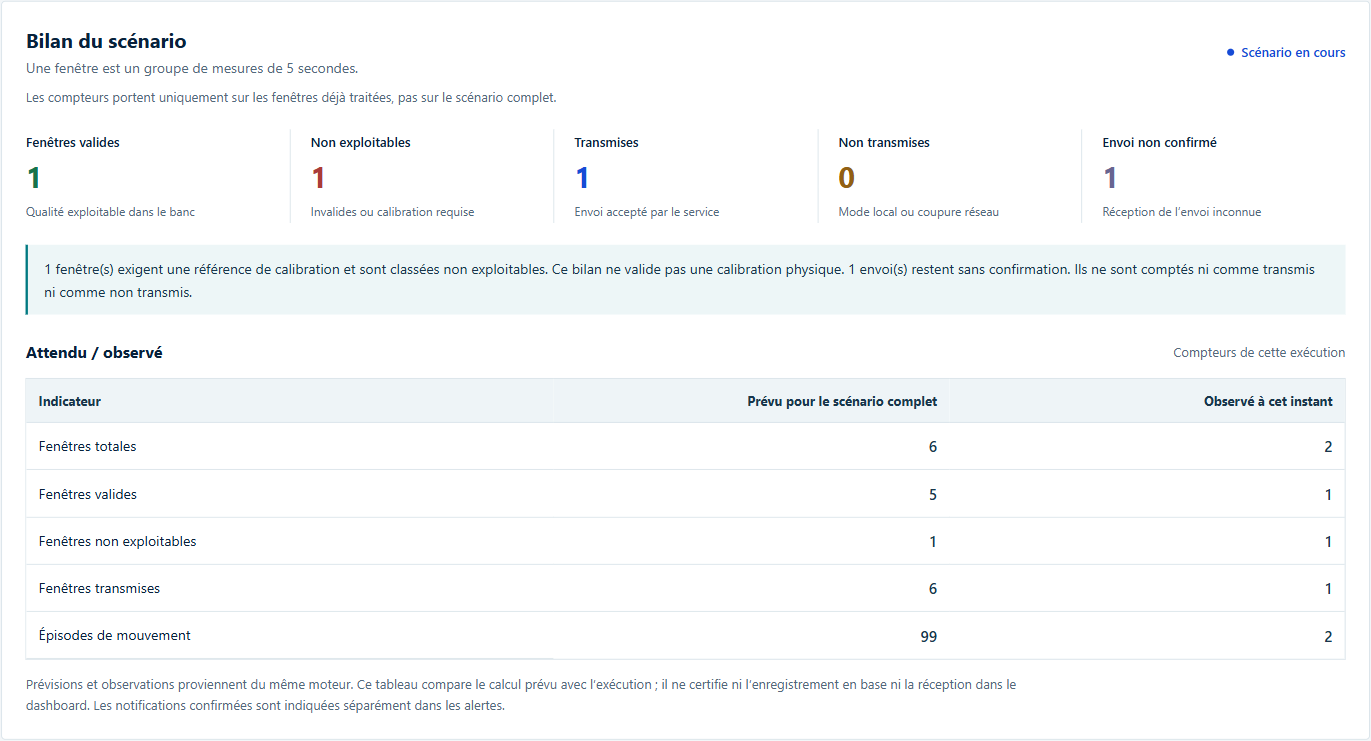 Bilan du scénario
Scénario en cours
Une fenêtre est un groupe de mesures de 5 secondes.
Les compteurs portent uniquement sur les fenêtres déjà traitées, pas sur le scénario complet.
Fenêtres valides
1
Qualité exploitable dans le banc
Non exploitables
1
Invalides ou calibration requise
Transmises
1
Envoi accepté par le service
Non transmises
0
Mode local ou coupure réseau
Envoi non confirmé
1
Réception de l'envoi inconnue
1 fenêtre(s) exigent une référence de calibration et sont classées non exploitables. Ce bilan ne valide pas une calibration physique. 1 envoi(s) restent sans confirmation. Ils ne sont comptés ni comme transmis
ni comme non transmis.
Attendu / observé
Compteurs de cette exécution
Indicateur Prévu pour le scénario complet Observé à cet instant
Fenêtres totales 6 2
Fenêtres valides 5 1
Fenêtres non exploitables 1 1
Fenêtres transmises 6 1
Épisodes de mouvement 99 2
Prévisions et observations proviennent du même moteur. Ce tableau compare le calcul prévu avec l'exécution ; il ne certifie ni l'enregistrement en base ni la réception dans le
dashboard. Les notifications confirmées sont indiquées séparément dans les alertes.